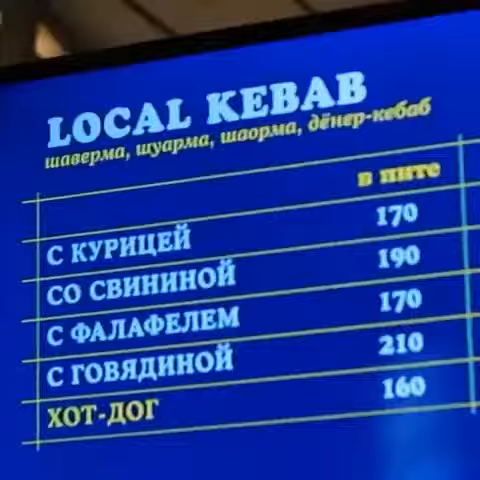 LOCAL KEBAB
шаверма, шуарма, шаорма, дёнер-кебаб
в пите
С КУРИЦЕЙ 170
СО СВИНИНОЙ 190
С ФАЛАФЕЛЕМ 170
С ГОВЯДИНОЙ 210
ХОТ-ДОГ 160